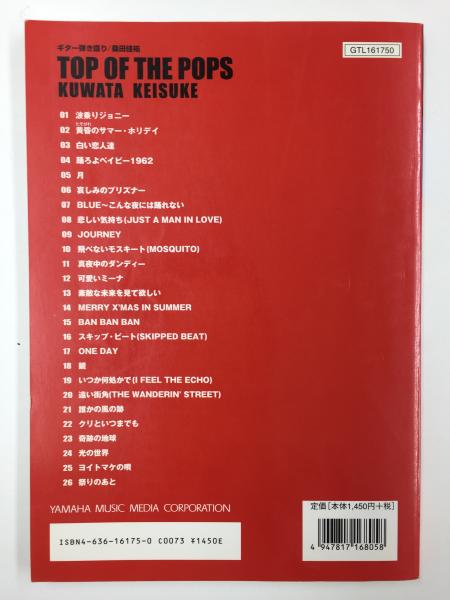 ギター弾き語り/桑田佳祐
GTL161750
TOP OF THE POPS
KUWATA KEISUKE
01 波乗りジョニー
たそがれ
02 黄昏のサマー・ホリデイ
03 白い恋人達
04 踊ろよベイビー1962
05 月
06 哀しみのプリズナー
07 BLUE〜こんな夜には踊れない
08 悲しい気持ち(JUST A MAN IN LOVE)
09 JOURNEY
10 飛べないモスキート(MOSQUITO)
11 真夜中のダンディー
12 可愛いミーナ
13 素敵な未来を見て欲しい
14 MERRY X'MAS IN SUMMER
15 BAN BAN BAN
16 スキップ・ビート(SKIPPED BEAT)
17 ONE DAY
18 鏡
19 いつか何処かで(I FEEL THE ECHO)
20 遠い街角(THE WANDERIN' STREET)
21 誰かの風の跡
22 クリといつまでも
23 奇跡の地球
24 光の世界
25 ヨイトマケの唄
26 祭りのあと
YAMAHA MUSIC MEDIA CORPORATION
定価[本体1,450円+税]
ISBN4-636-16175-0 C0073 ¥1450E
4 947817 168058